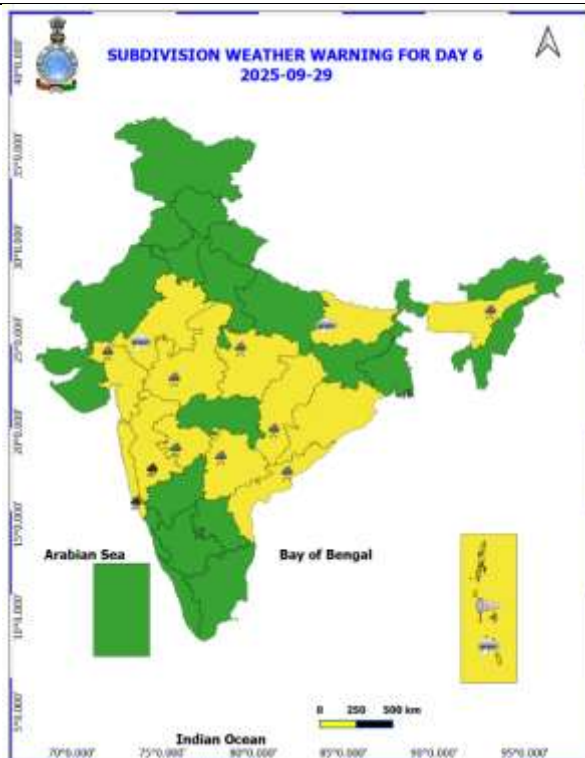 SUBDIVISION WEATHER WARNING FOR DAY 6
2025-09-29
Arabian Sea
Bay of Bengal
0 250 500 km
Indian Ocean
70°0.000' 75°0.000' 80°0.000' 85°0.000' 90°0.000' 95°0.000'